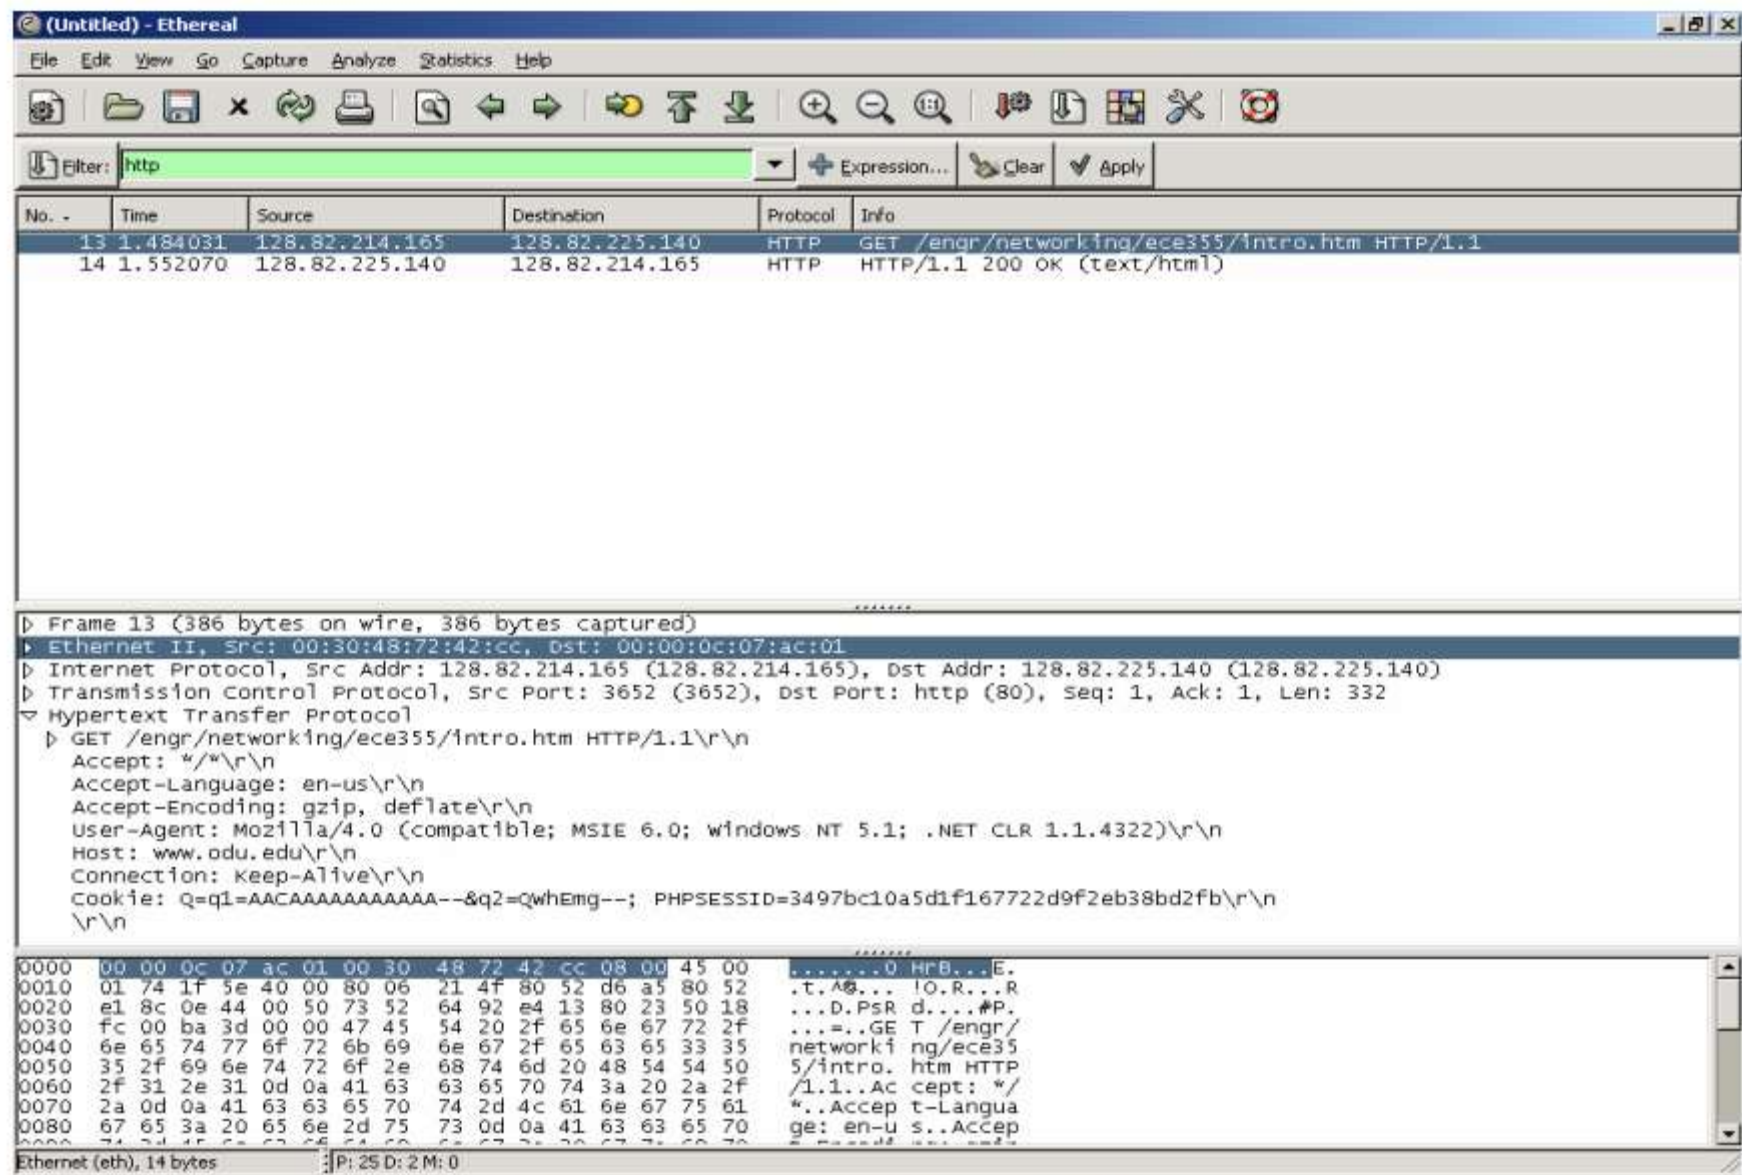 (Untitled) - Ethereal
File Edit View Go Capture Analyze Statistics Help
Filter: http Expression... Clear Apply
No. - Time Source Destination Protocol Info
13 1.484031 128.82.214.165 128.82.225.140 HTTP GET /engr/networking/ece355/intro.htm HTTP/1.1
14 1.552070 128.82.225.140 128.82.214.165 HTTP HTTP/1.1 200 OK (text/html)
Frame 13 (386 bytes on wire, 386 bytes captured)
Ethernet II, Src: 00:30:48:72:42:cc, Dst: 00:00:0c:07:ac:01
Internet Protocol, Src Addr: 128.82.214.165 (128.82.214.165), Dst Addr: 128.82.225.140 (128.82.225.140)
Transmission Control Protocol, Src Port: 3652 (3652), Dst Port: http (80), Seq: 1, Ack: 1, Len: 332
Hypertext Transfer Protocol
GET /engr/networking/ece355/intro.htm HTTP/1.1\r\n
Accept: */*\r\n
Accept-Language: en-us\r\n
Accept-Encoding: gzip, deflate\r\n
User-Agent: Mozilla/4.0 (compatible; MSIE 6.0; Windows NT 5.1; .NET CLR 1.1.4322)\r\n
Host: www.odu.edu\r\n
Connection: Keep-Alive\r\n
Cookie: Q=q1=AACAAAAAAAAAAA--&q2=QWhEmg--; PHPSESSID=3497bc10a5d1f167722d9f2eb38bd2fb\r\n
\r\n
0000 00 00 0c 07 ac 01 00 30 48 72 42 cc 08 00 45 00 .......0 HrB...E.
0010 01 74 1f 5e 40 00 80 06 21 4f 80 52 d6 a5 80 52 .t.^@... !O.R...R
0020 e1 8c 0e 44 00 50 73 52 64 92 e4 13 80 23 50 18 ...D.PsR d....#P.
0030 fc 00 ba 3d 00 00 47 45 54 20 2f 65 6e 67 72 2f ...=..GE T /engr/
0040 6e 65 74 77 6f 72 6b 69 6e 67 2f 65 63 65 33 35 networki ng/ece35
0050 35 2f 69 6e 74 72 6f 2e 68 74 6d 20 48 54 54 50 5/intro. htm HTTP
0060 2f 31 2e 31 0d 0a 41 63 63 65 70 74 3a 20 2a 2f /1.1..Ac cept: */
0070 2a 0d 0a 41 63 63 65 70 74 2d 4c 61 6e 67 75 61 *..Accep t-Langua
0080 67 65 3a 20 65 6e 2d 75 73 0d 0a 41 63 63 65 70 ge: en-u s..Accep
Ethernet (eth), 14 bytes P: 25 D: 2 M: 0